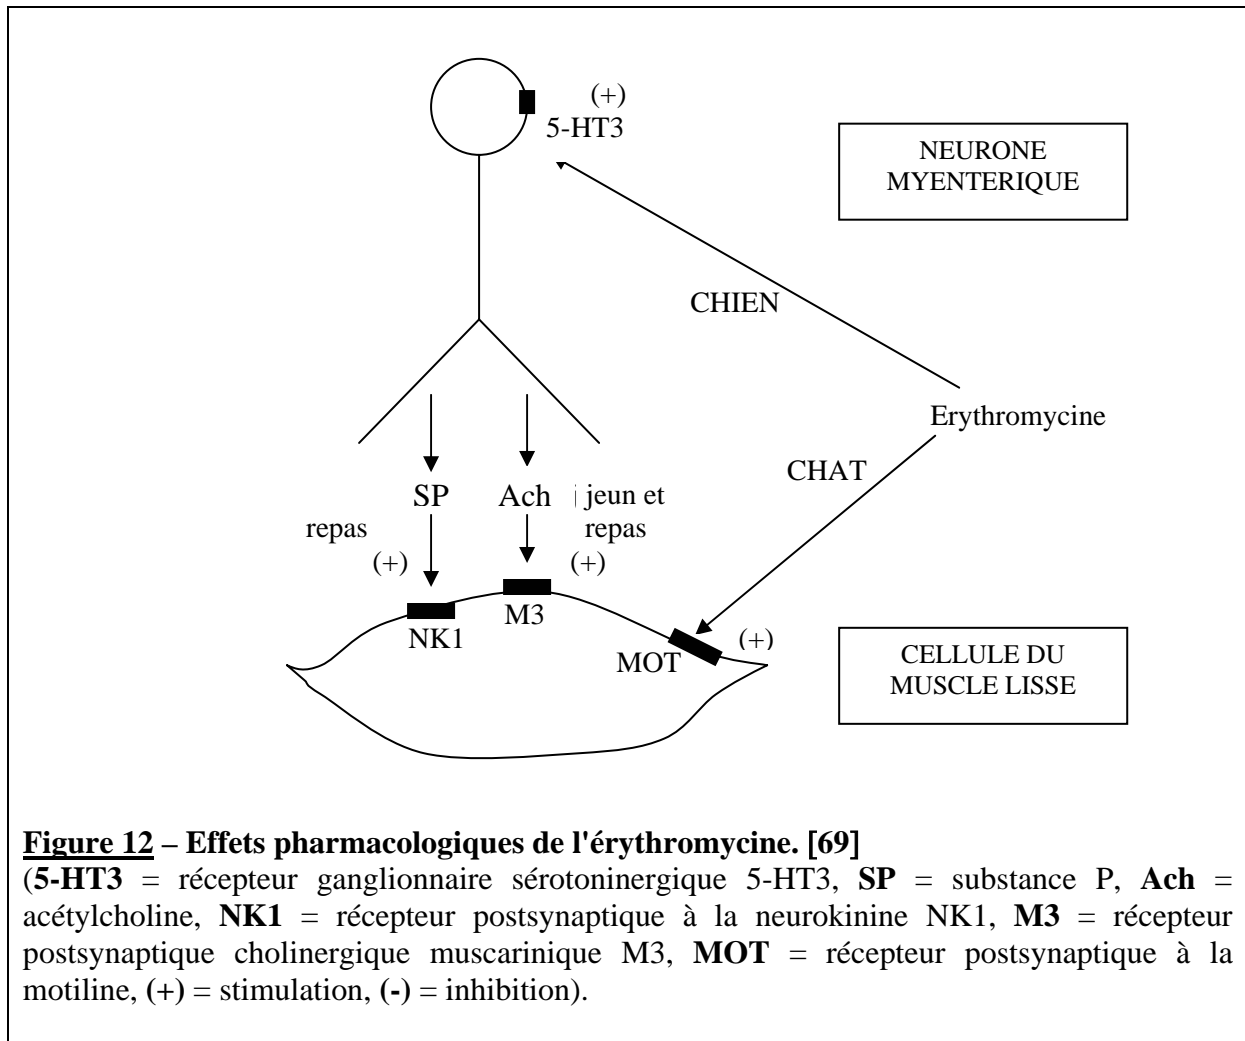 (+)
5-HT3
NEURONE
MYENTERIQUE
CHIEN
Erythromycine
CHAT
SP
Ach
jeun et
repas
repas
(+)
(+)
NK1
M3
MOT
(+)
CELLULE DU
MUSCLE LISSE
Figure 12 – Effets pharmacologiques de l'érythromycine. [69]
(5-HT3 = récepteur ganglionnaire sérotoninergique 5-HT3, SP = substance P, Ach =
acétylcholine, NK1 = récepteur postsynaptique à la neurokinine NK1, M3 = récepteur
postsynaptique cholinergique muscarinique M3, MOT = récepteur postsynaptique à la
motiline, (+) = stimulation, (-) = inhibition).